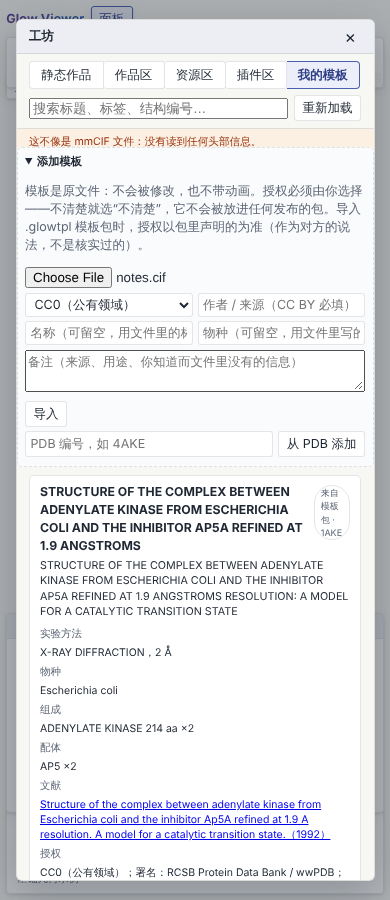 Glow Viewer 面板
工坊
✕
静态作品 作品区 资源区 插件区 我的模板
搜索标题、标签、结构编号… 重新加载
这不像是 mmCIF 文件：没有读到任何头部信息。
▼ 添加模板
模板是原文件：不会被修改，也不带动画。授权必须由你选择
——不清楚就选“不清楚”，它不会被放进任何发布的包。导入
.glowtpl 模板包时，授权以包里声明的为准（作为对方的说
法，不是核实过的）。
Choose File notes.cif
CC0（公有领域） 作者 / 来源（CC BY 必填）
名称（可留空，用文件里的 物种（可留空，用文件里写的
备注（来源、用途、你知道而文件里没有的信息）
导入
PDB 编号，如 4AKE 从 PDB 添加
STRUCTURE OF THE COMPLEX BETWEEN
ADENYLATE KINASE FROM ESCHERICHIA
COLI AND THE INHIBITOR AP5A REFINED AT
1.9 ANGSTROMS
来自
模板
包 ·
1AKE
STRUCTURE OF THE COMPLEX BETWEEN ADENYLATE
KINASE FROM ESCHERICHIA COLI AND THE INHIBITOR
AP5A REFINED AT 1.9 ANGSTROMS RESOLUTION: A MODEL
FOR A CATALYTIC TRANSITION STATE
实验方法
X-RAY DIFFRACTION，2 Å
物种
Escherichia coli
组成
ADENYLATE KINASE 214 aa ×2
配体
AP5 ×2
文献
Structure of the complex between adenylate kinase from
Escherichia coli and the inhibitor Ap5A refined at 1.9 A
resolution. A model for a catalytic transition state.（1992）
授权
CC0（公有领域）；署名：RCSB Protein Data Bank / wwPDB；